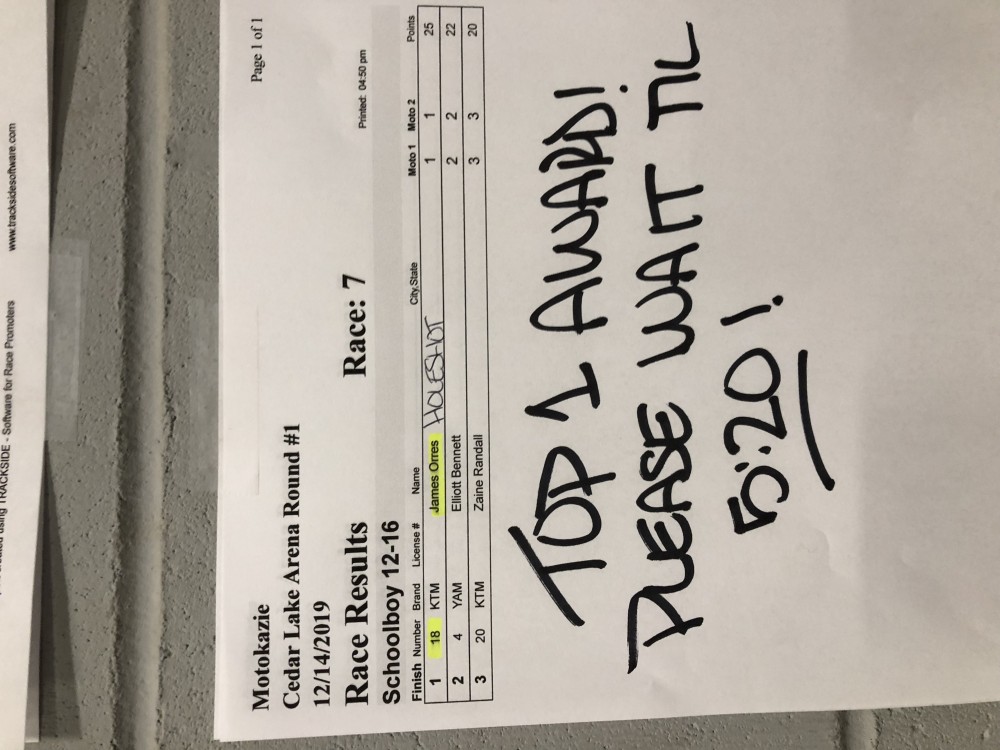 using TRACKSIDE - Software for Race Promoters www.tracksidesoftware.com
Motokazie Page 1 of 1
Cedar Lake Arena Round #1
12/14/2019
Race Results Race: 7 Printed: 04:50 pm
Schoolboy 12-16
Finish Number Brand License # Name City,State Moto 1 Moto 2 Points
1 18 KTM James Orres HOLESHOT 1 1 25
2 4 YAM Elliott Bennett 2 2 22
3 20 KTM Zaine Randall 3 3 20
TOP 1 AWARD!
PLEASE WAIT TIL
5:20!